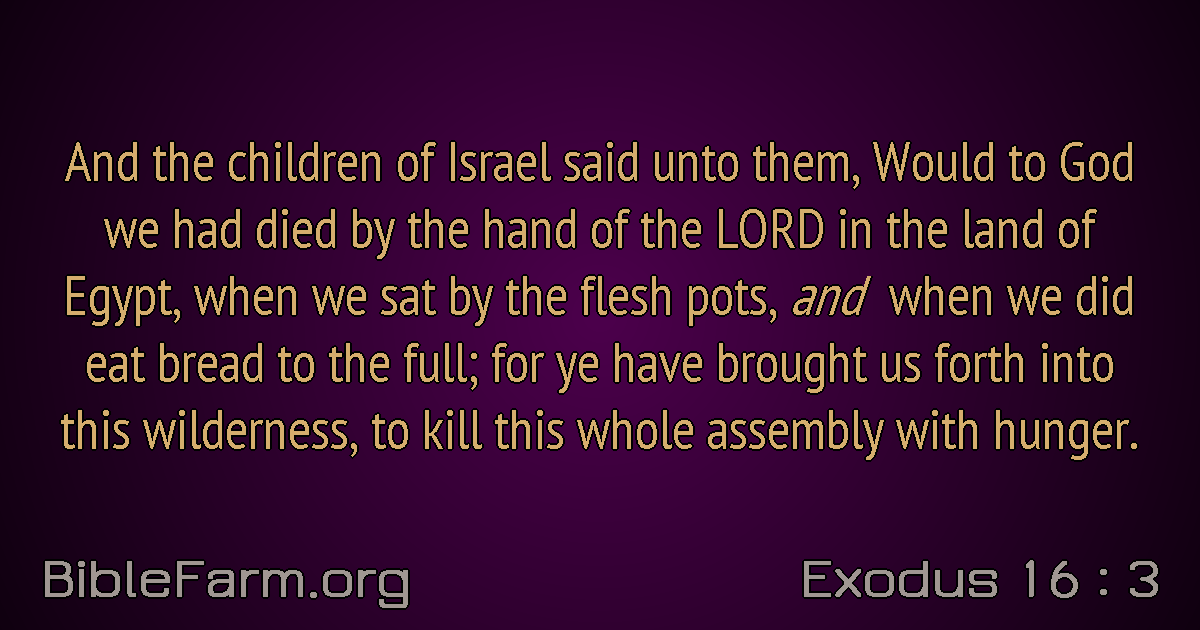 And the children of Israel said unto them, Would to God
we had died by the hand of the LORD in the land of
Egypt, when we sat by the flesh pots, and when we did
eat bread to the full; for ye have brought us forth into
this wilderness, to kill this whole assembly with hunger.
BibleFarm.org
Exodus 16 : 3